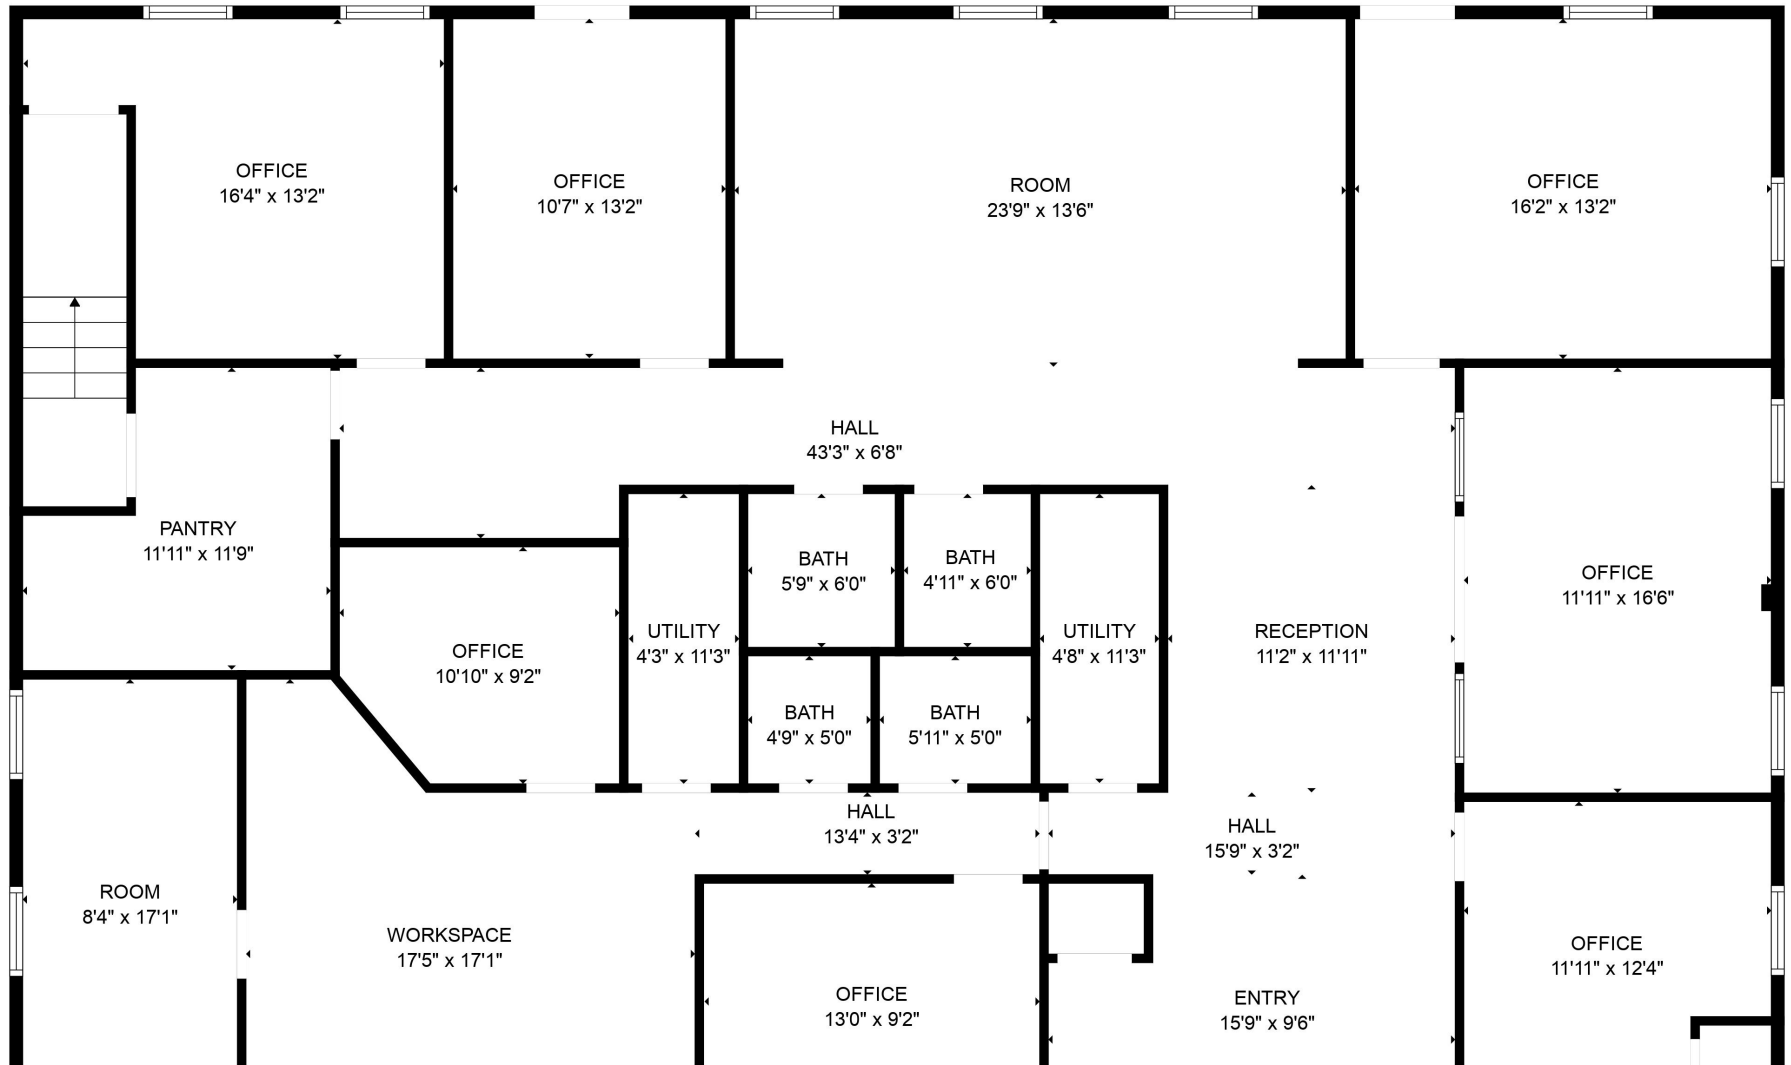 OFFICE
16'4" x 13'2"
OFFICE
10'7" x 13'2"
ROOM
23'9" x 13'6"
OFFICE
16'2" x 13'2"
HALL
43'3" x 6'8"
PANTRY
11'11" x 11'9"
BATH
5'9" x 6'0"
BATH
4'11" x 6'0"
OFFICE
11'11" x 16'6"
OFFICE
10'10" x 9'2"
UTILITY
4'3" x 11'3"
UTILITY
4'8" x 11'3"
RECEPTION
11'2" x 11'11"
BATH
4'9" x 5'0"
BATH
5'11" x 5'0"
HALL
13'4" x 3'2"
HALL
15'9" x 3'2"
ROOM
8'4" x 17'1"
WORKSPACE
17'5" x 17'1"
OFFICE
13'0" x 9'2"
ENTRY
15'9" x 9'6"
OFFICE
11'11" x 12'4"